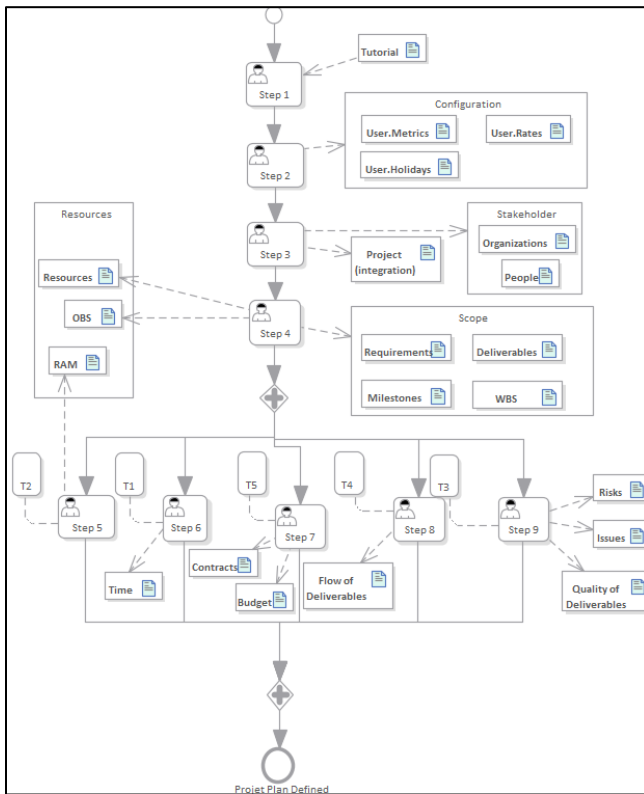 Tutorial
Step 1
Configuration
User.Metrics
User.Rates
User.Holidays
Step 2
Resources
Stakeholder
Step 3
Organizations
Project
(integration)
People
Resources
OBS
Step 4
Scope
Requirements
Deliverables
RAM
Milestones
WBS
T2
T1
T5
T4
T3
Step 5
Step 6
Step 7
Step 8
Step 9
Risks
Issues
Time
Contracts
Budget
Flow of
Deliverables
Quality of
Deliverables
Projet Plan Defined